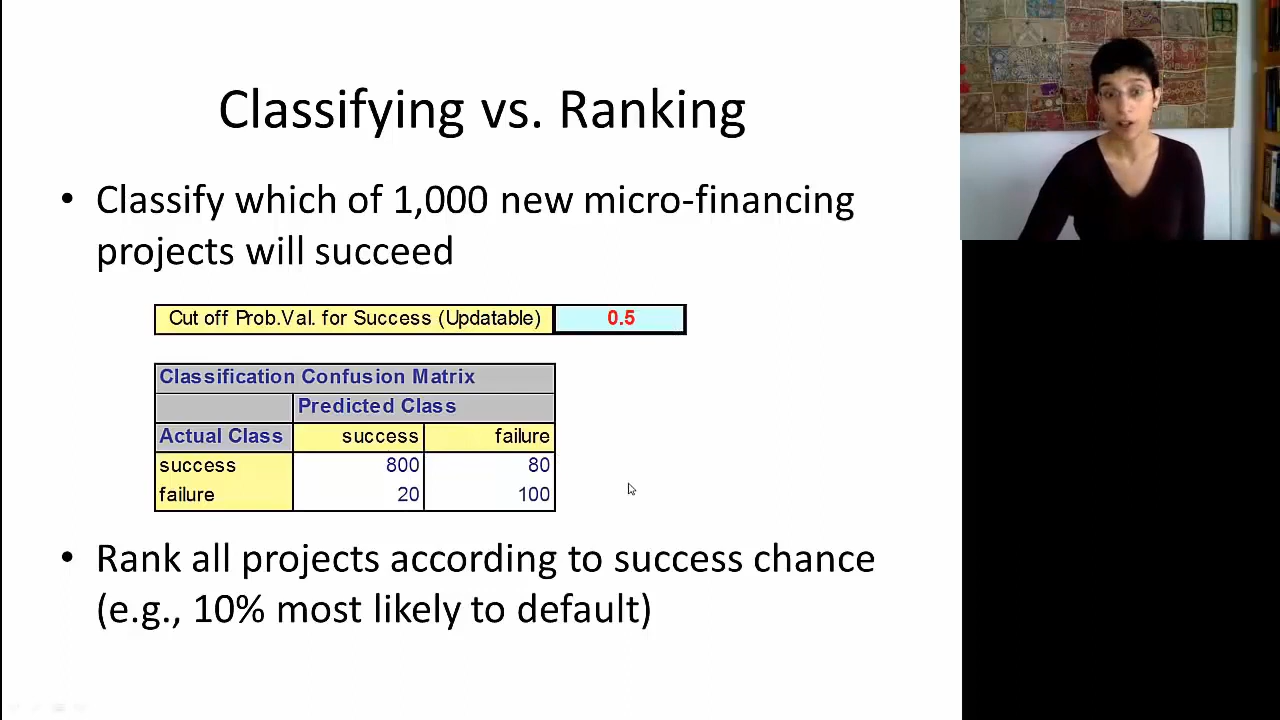 Classifying vs. Ranking
• Classify which of 1,000 new micro-financing
projects will succeed
Cut off Prob.Val. for Success (Updatable) 0.5
Classification Confusion Matrix
Predicted Class
Actual Class success failure
success 800 80
failure 20 100
• Rank all projects according to success chance
(e.g., 10% most likely to default)